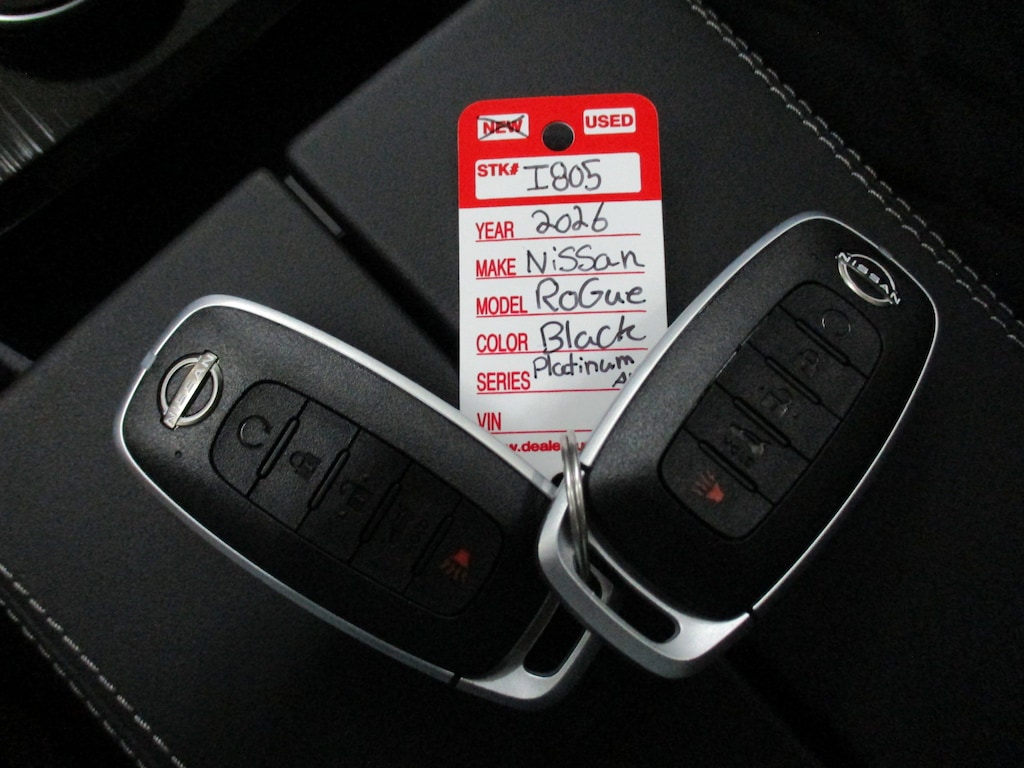 NEW USED
STK# I805
YEAR 2026
MAKE NiSSan
MODEL RoGue
COLOR Black
SERIES Platinum
VIN
NISSAN
NISSAN